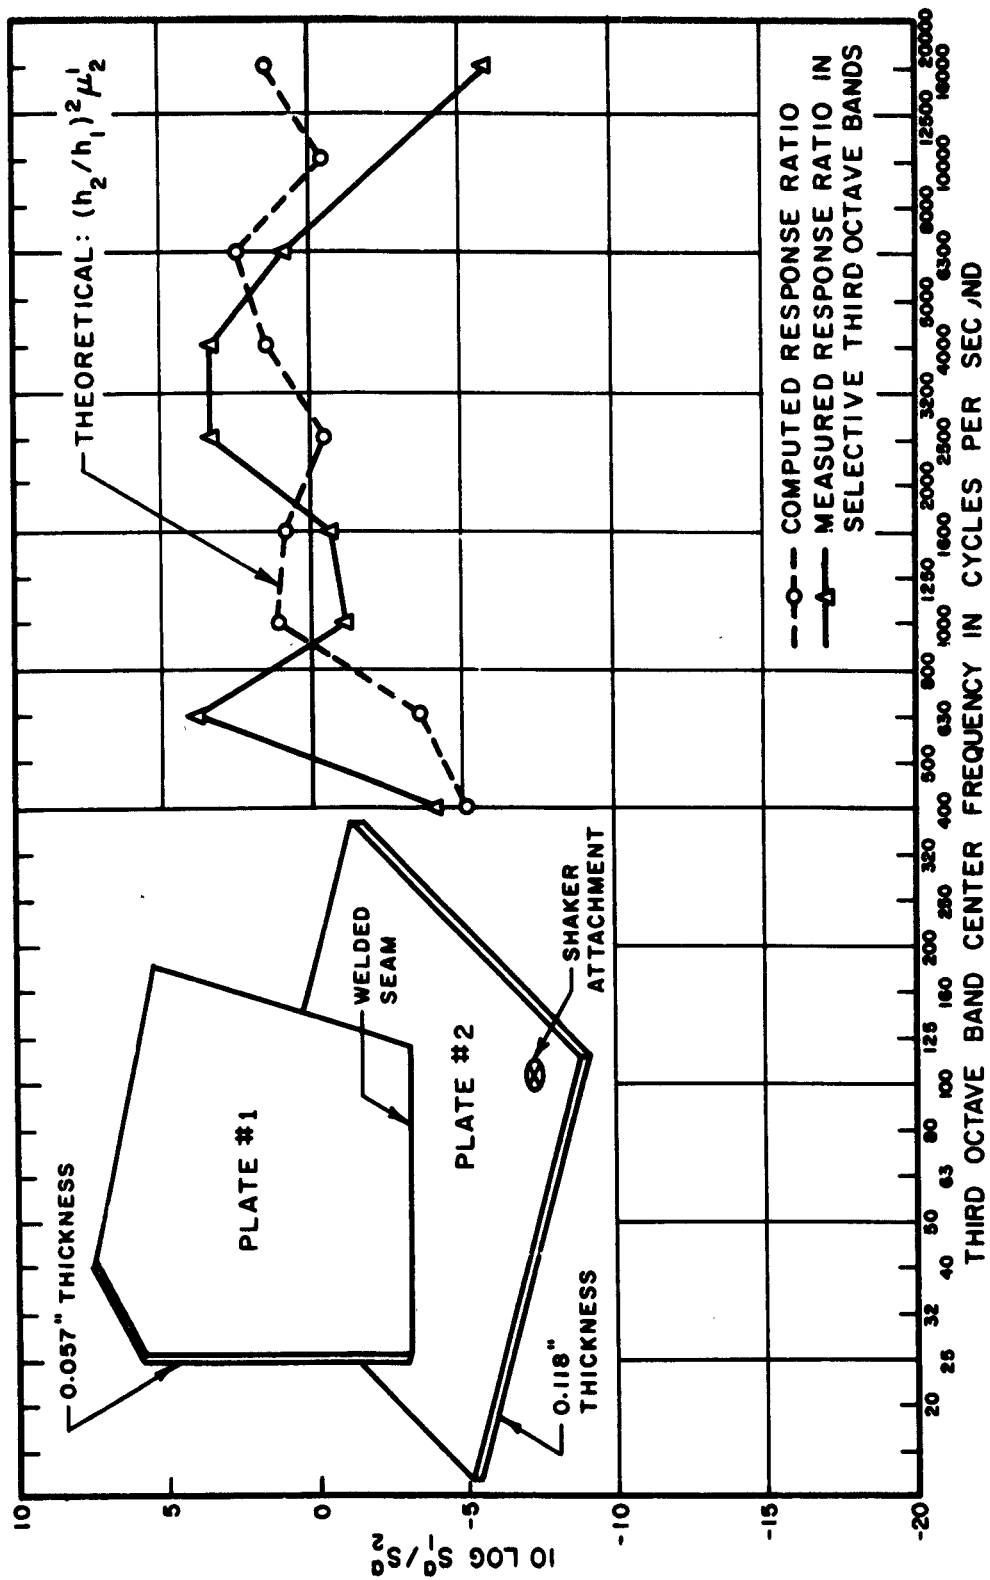 10
5
0
-5
-10
-15
-20
10 LOG S₁ᵃ/S₂ᵃ
0.057" THICKNESS
PLATE #1
WELDED
SEAM
PLATE #2
SHAKER
ATTACHMENT
0.118"
THICKNESS
THEORETICAL: (h₂/h₁)² μ₂'
COMPUTED RESPONSE RATIO
MEASURED RESPONSE RATIO IN
SELECTIVE THIRD OCTAVE BANDS
20 32 50 80 125 200 320 500 800 1250 2000 3200 5000 8000 12500 20000
25 40 63 100 160 250 400 630 1000 1600 2500 4000 6300 10000 16000
THIRD OCTAVE BAND CENTER FREQUENCY IN CYCLES PER SEC ND